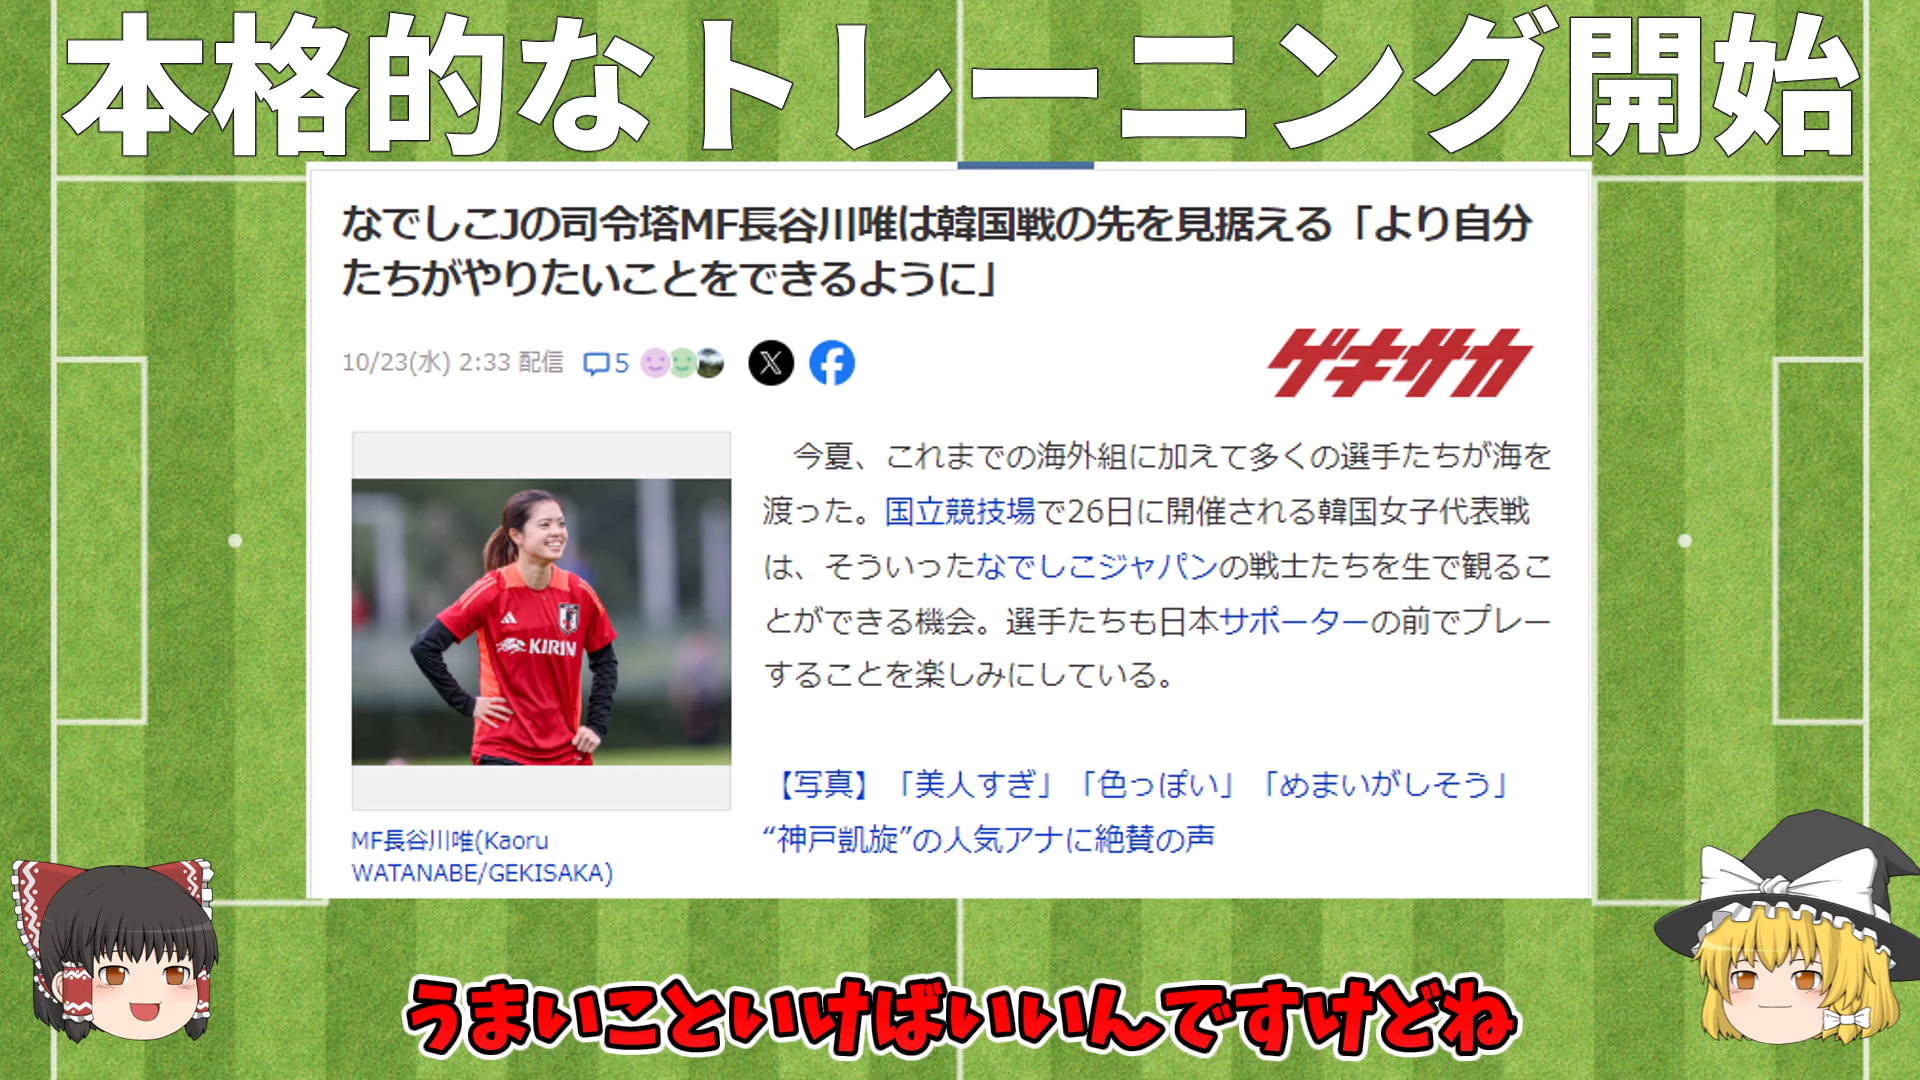 本格的なトレーニング開始
なでしこJの司令塔MF長谷川唯は韓国戦の先を見据える「より自分
たちがやりたいことをできるように」
10/23(水) 2:33 配信 5
ゲキサカ
今夏、これまでの海外組に加えて多くの選手たちが海を
渡った。国立競技場で26日に開催される韓国女子代表戦
は、そういったなでしこジャパンの戦士たちを生で観るこ
とができる機会。選手たちも日本サポーターの前でプレー
することを楽しみにしている。
KIRIN
【写真】「美人すぎ」「色っぽい」「めまいがしそう」
“神戸凱旋”の人気アナに絶賛の声
MF長谷川唯(Kaoru
WATANABE/GEKISAKA)
うまいこといけばいいんですけどね